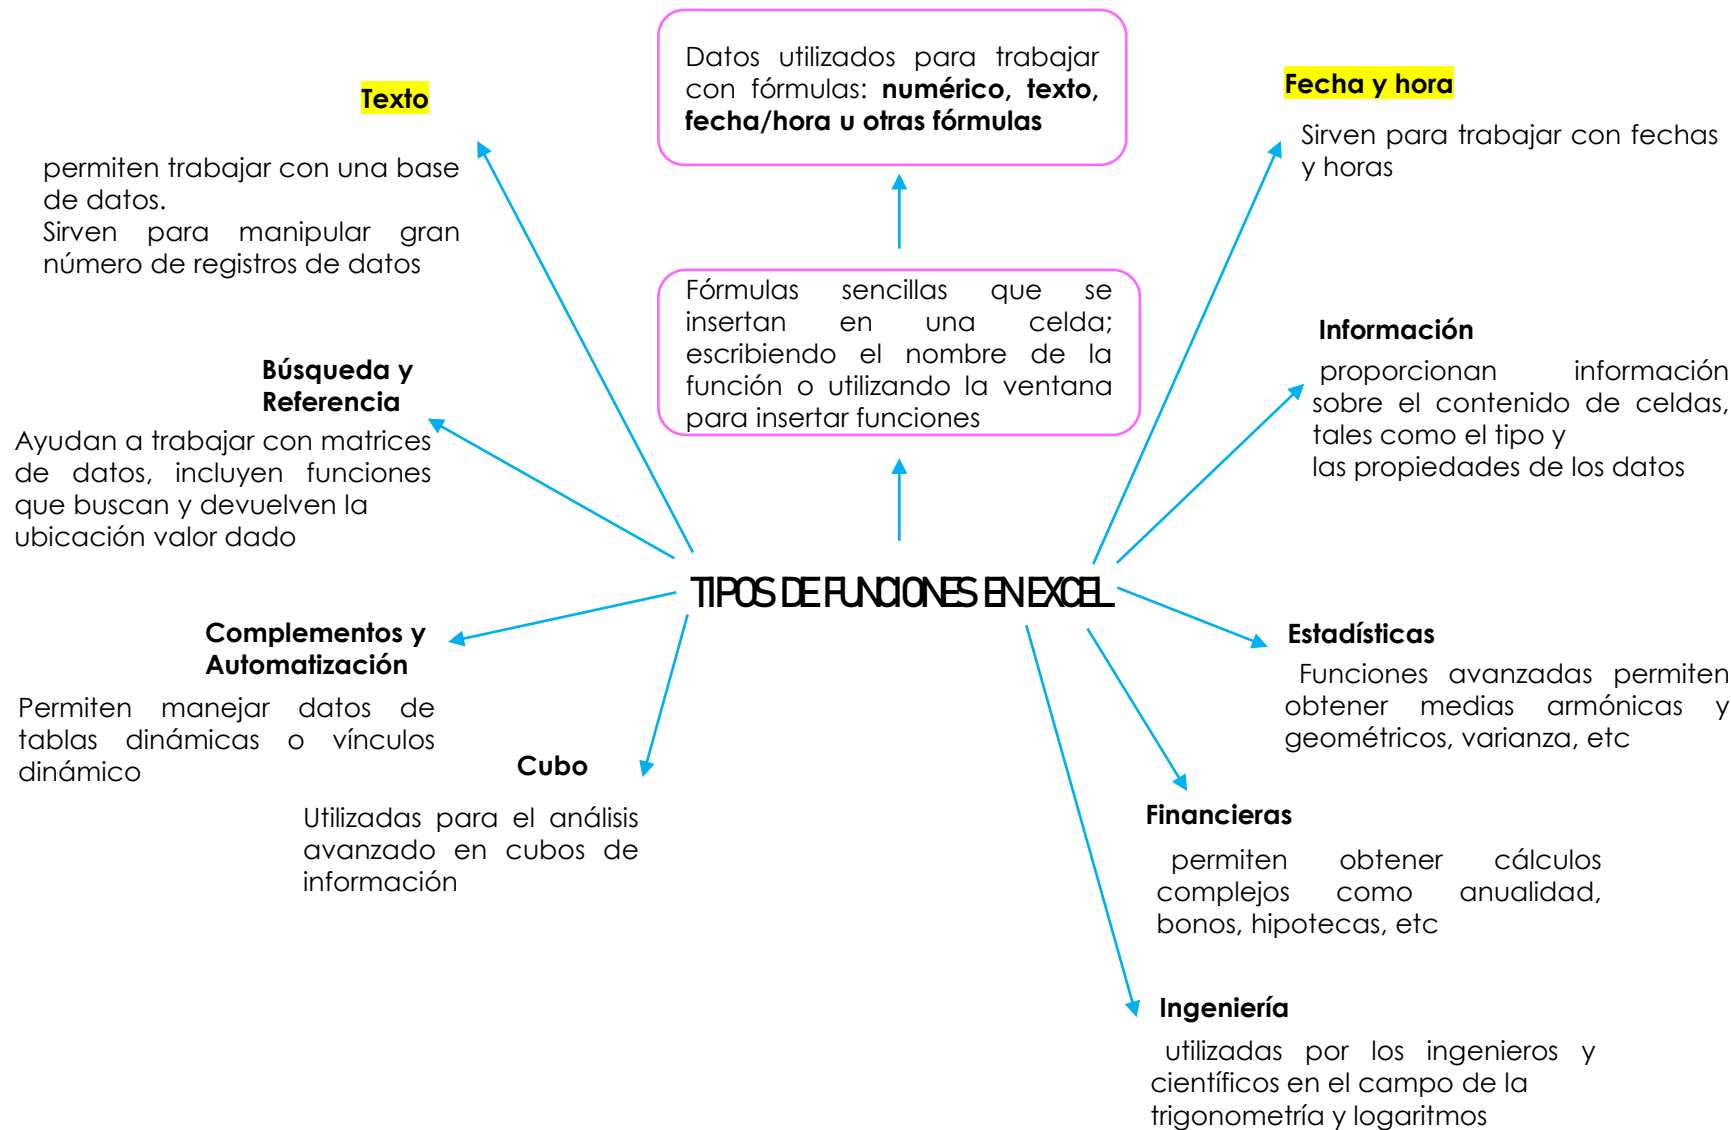 Datos utilizados para trabajar
con fórmulas: numérico, texto,
fecha/hora u otras fórmulas
Texto
permiten trabajar con una base
de datos.
Sirven para manipular gran
número de registros de datos
Fecha y hora
Sirven para trabajar con fechas
y horas
Fórmulas sencillas que se
insertan en una celda;
escribiendo el nombre de la
función o utilizando la ventana
para insertar funciones
Búsqueda y
Referencia
Ayudan a trabajar con matrices
de datos, incluyen funciones
que buscan y devuelven la
ubicación valor dado
Información
proporcionan información
sobre el contenido de celdas,
tales como el tipo y
las propiedades de los datos
TIPOS DE FUNCIONES EN EXCEL
Complementos y
Automatización
Permiten manejar datos de
tablas dinámicas o vínculos
dinámico
Estadísticas
Funciones avanzadas permiten
obtener medias armónicas y
geométricos, varianza, etc
Cubo
Utilizadas para el análisis
avanzado en cubos de
información
Financieras
permiten obtener cálculos
complejos como anualidad,
bonos, hipotecas, etc
Ingeniería
utilizadas por los ingenieros y
científicos en el campo de la
trigonometría y logaritmos